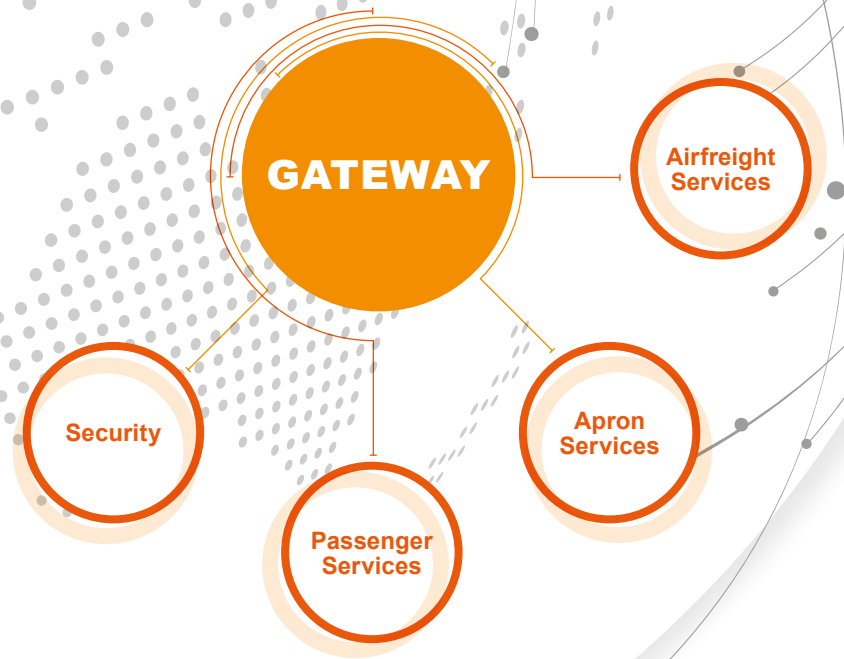 GATEWAY
Airfreight
Services
Apron
Services
Security
Passenger
Services